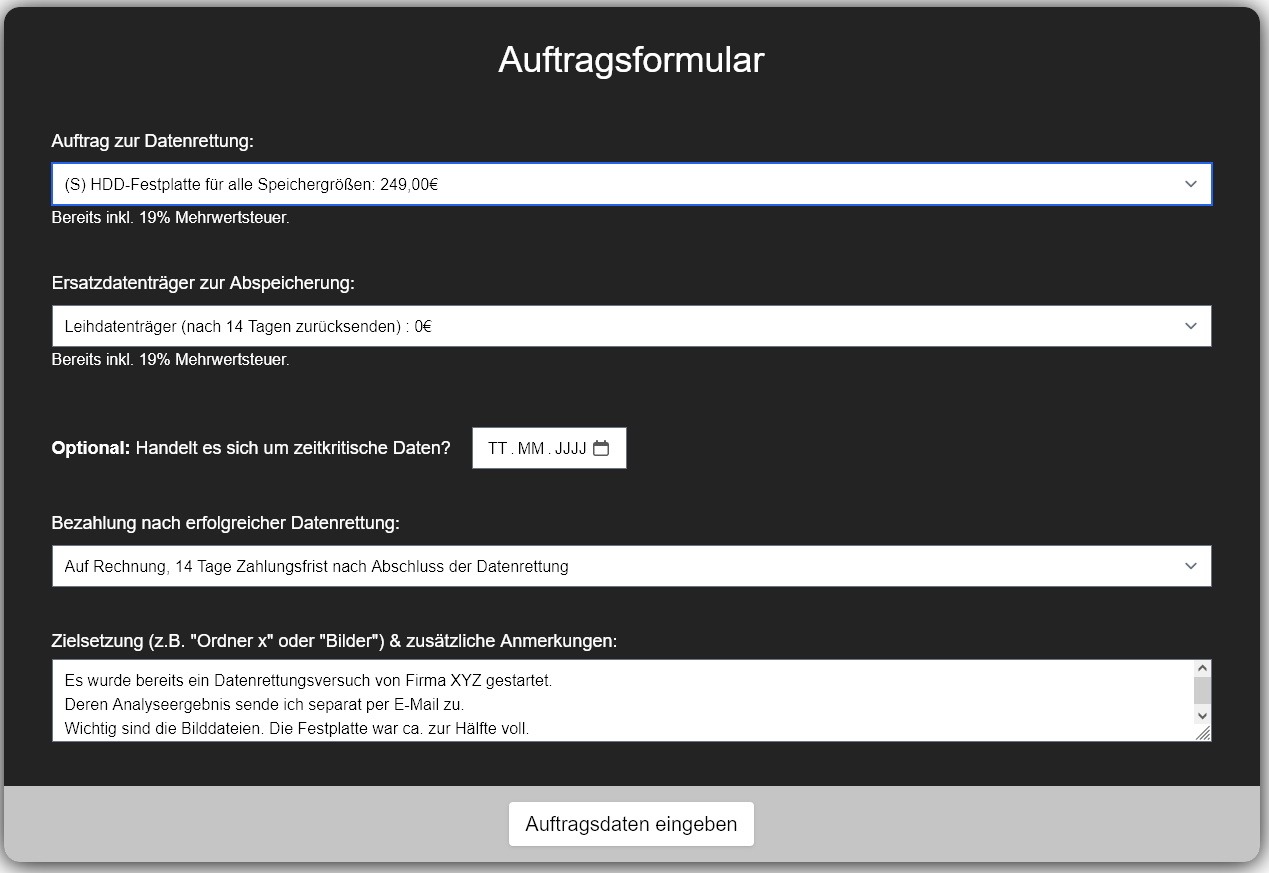 Auftragsformular
Auftrag zur Datenrettung:
(S) HDD-Festplatte für alle Speichergrößen: 249,00€
Bereits inkl. 19% Mehrwertsteuer.
Ersatzdatenträger zur Abspeicherung:
Leihdatenträger (nach 14 Tagen zurücksenden) : 0€
Bereits inkl. 19% Mehrwertsteuer.
Optional: Handelt es sich um zeitkritische Daten? TT.MM.JJJJ
Bezahlung nach erfolgreicher Datenrettung:
Auf Rechnung, 14 Tage Zahlungsfrist nach Abschluss der Datenrettung
Zielsetzung (z.B. "Ordner x" oder "Bilder") & zusätzliche Anmerkungen:
Es wurde bereits ein Datenrettungsversuch von Firma XYZ gestartet.
Deren Analyseergebnis sende ich separat per E-Mail zu.
Wichtig sind die Bilddateien. Die Festplatte war ca. zur Hälfte voll.
Auftragsdaten eingeben